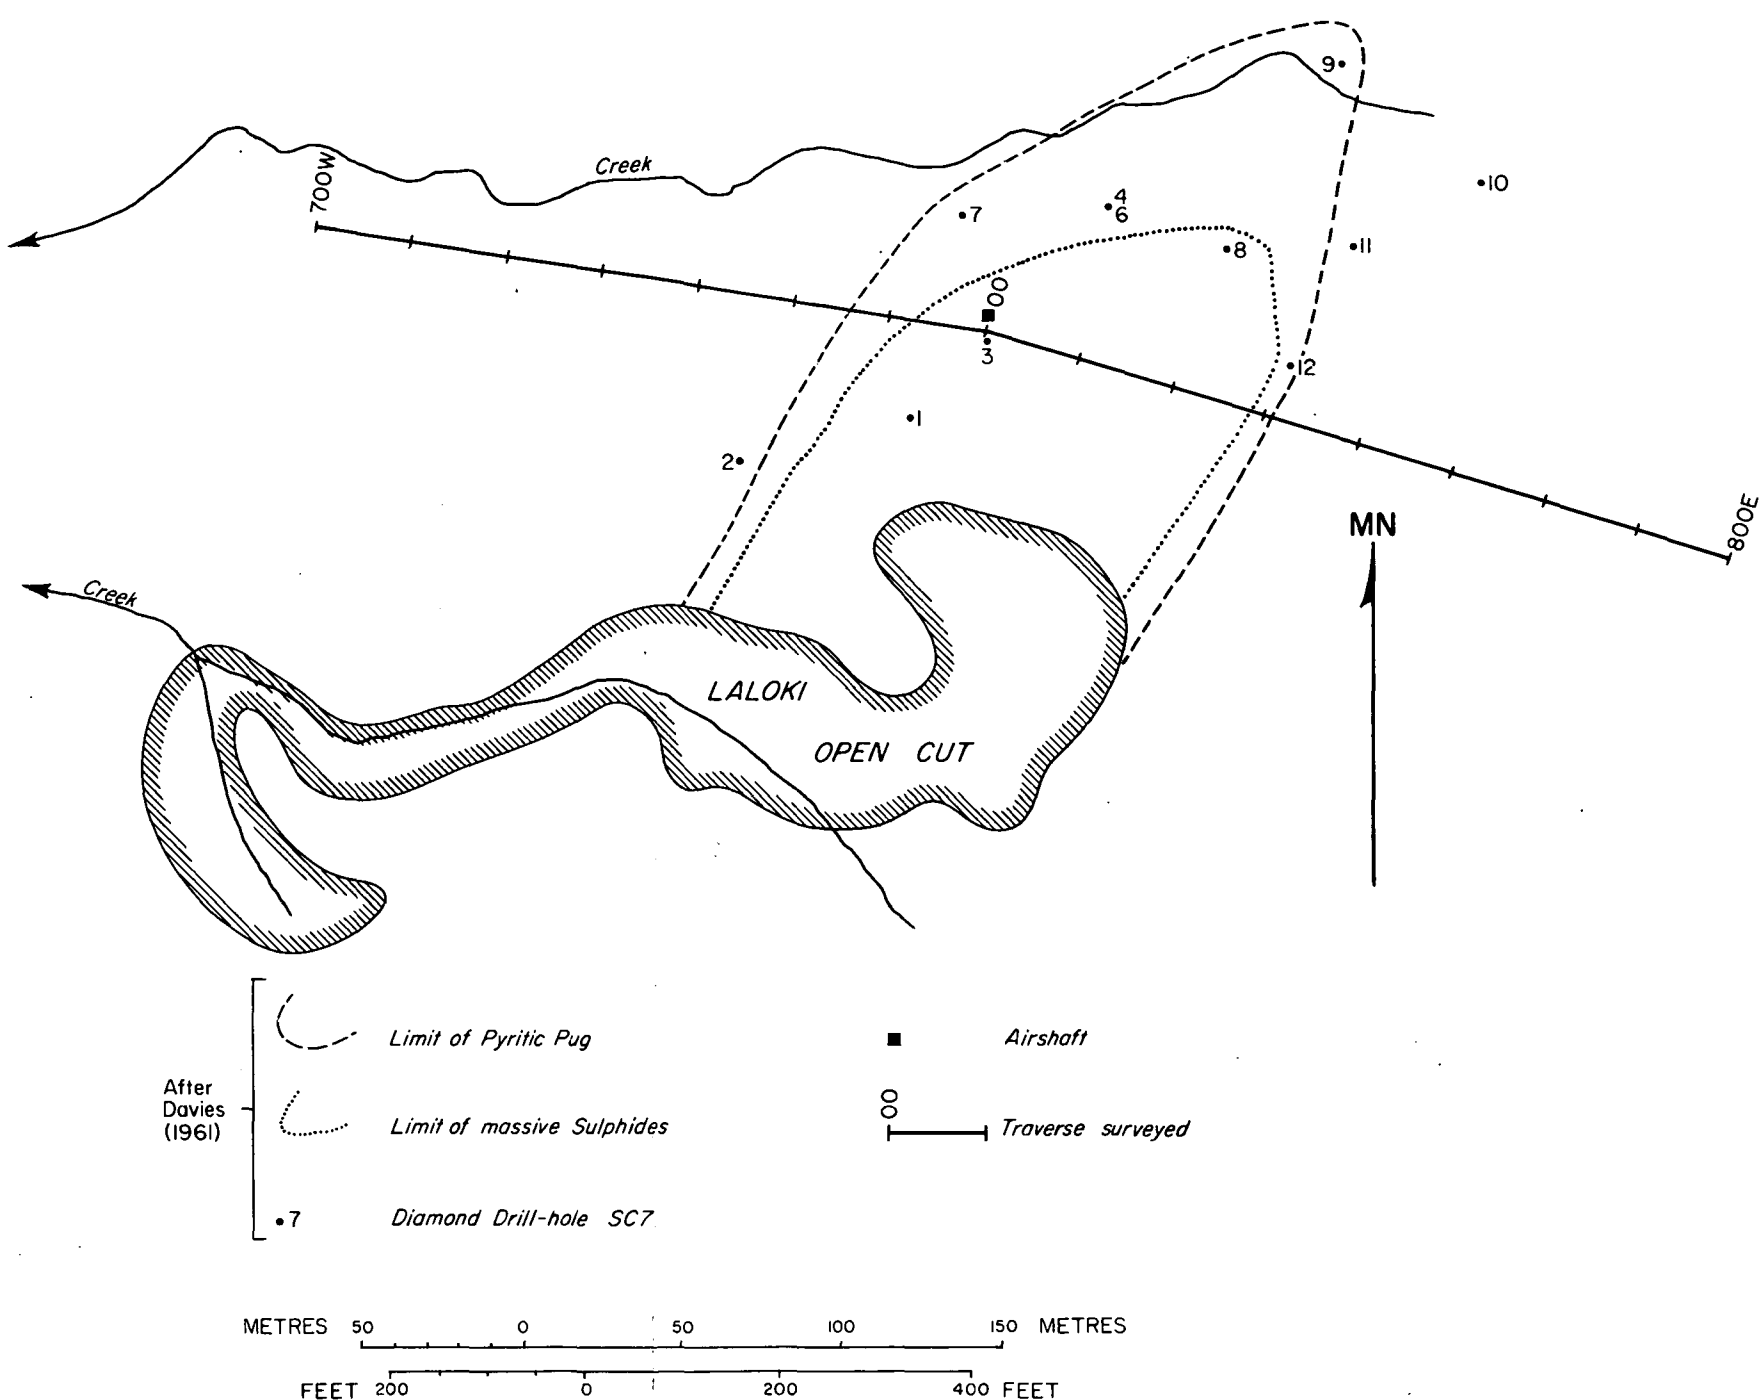 9
10
700W
Creek
7
4
6
8
11
00
3
12
1
2
800E
MN
Creek
LALOKI
OPEN CUT
After
Davies
(1961)
Limit of Pyritic Pug
Limit of massive Sulphides
7 Diamond Drill-hole SC7
Airshaft
00
Traverse surveyed
METRES 50 0 50 100 150 METRES
FEET 200 0 200 400 FEET